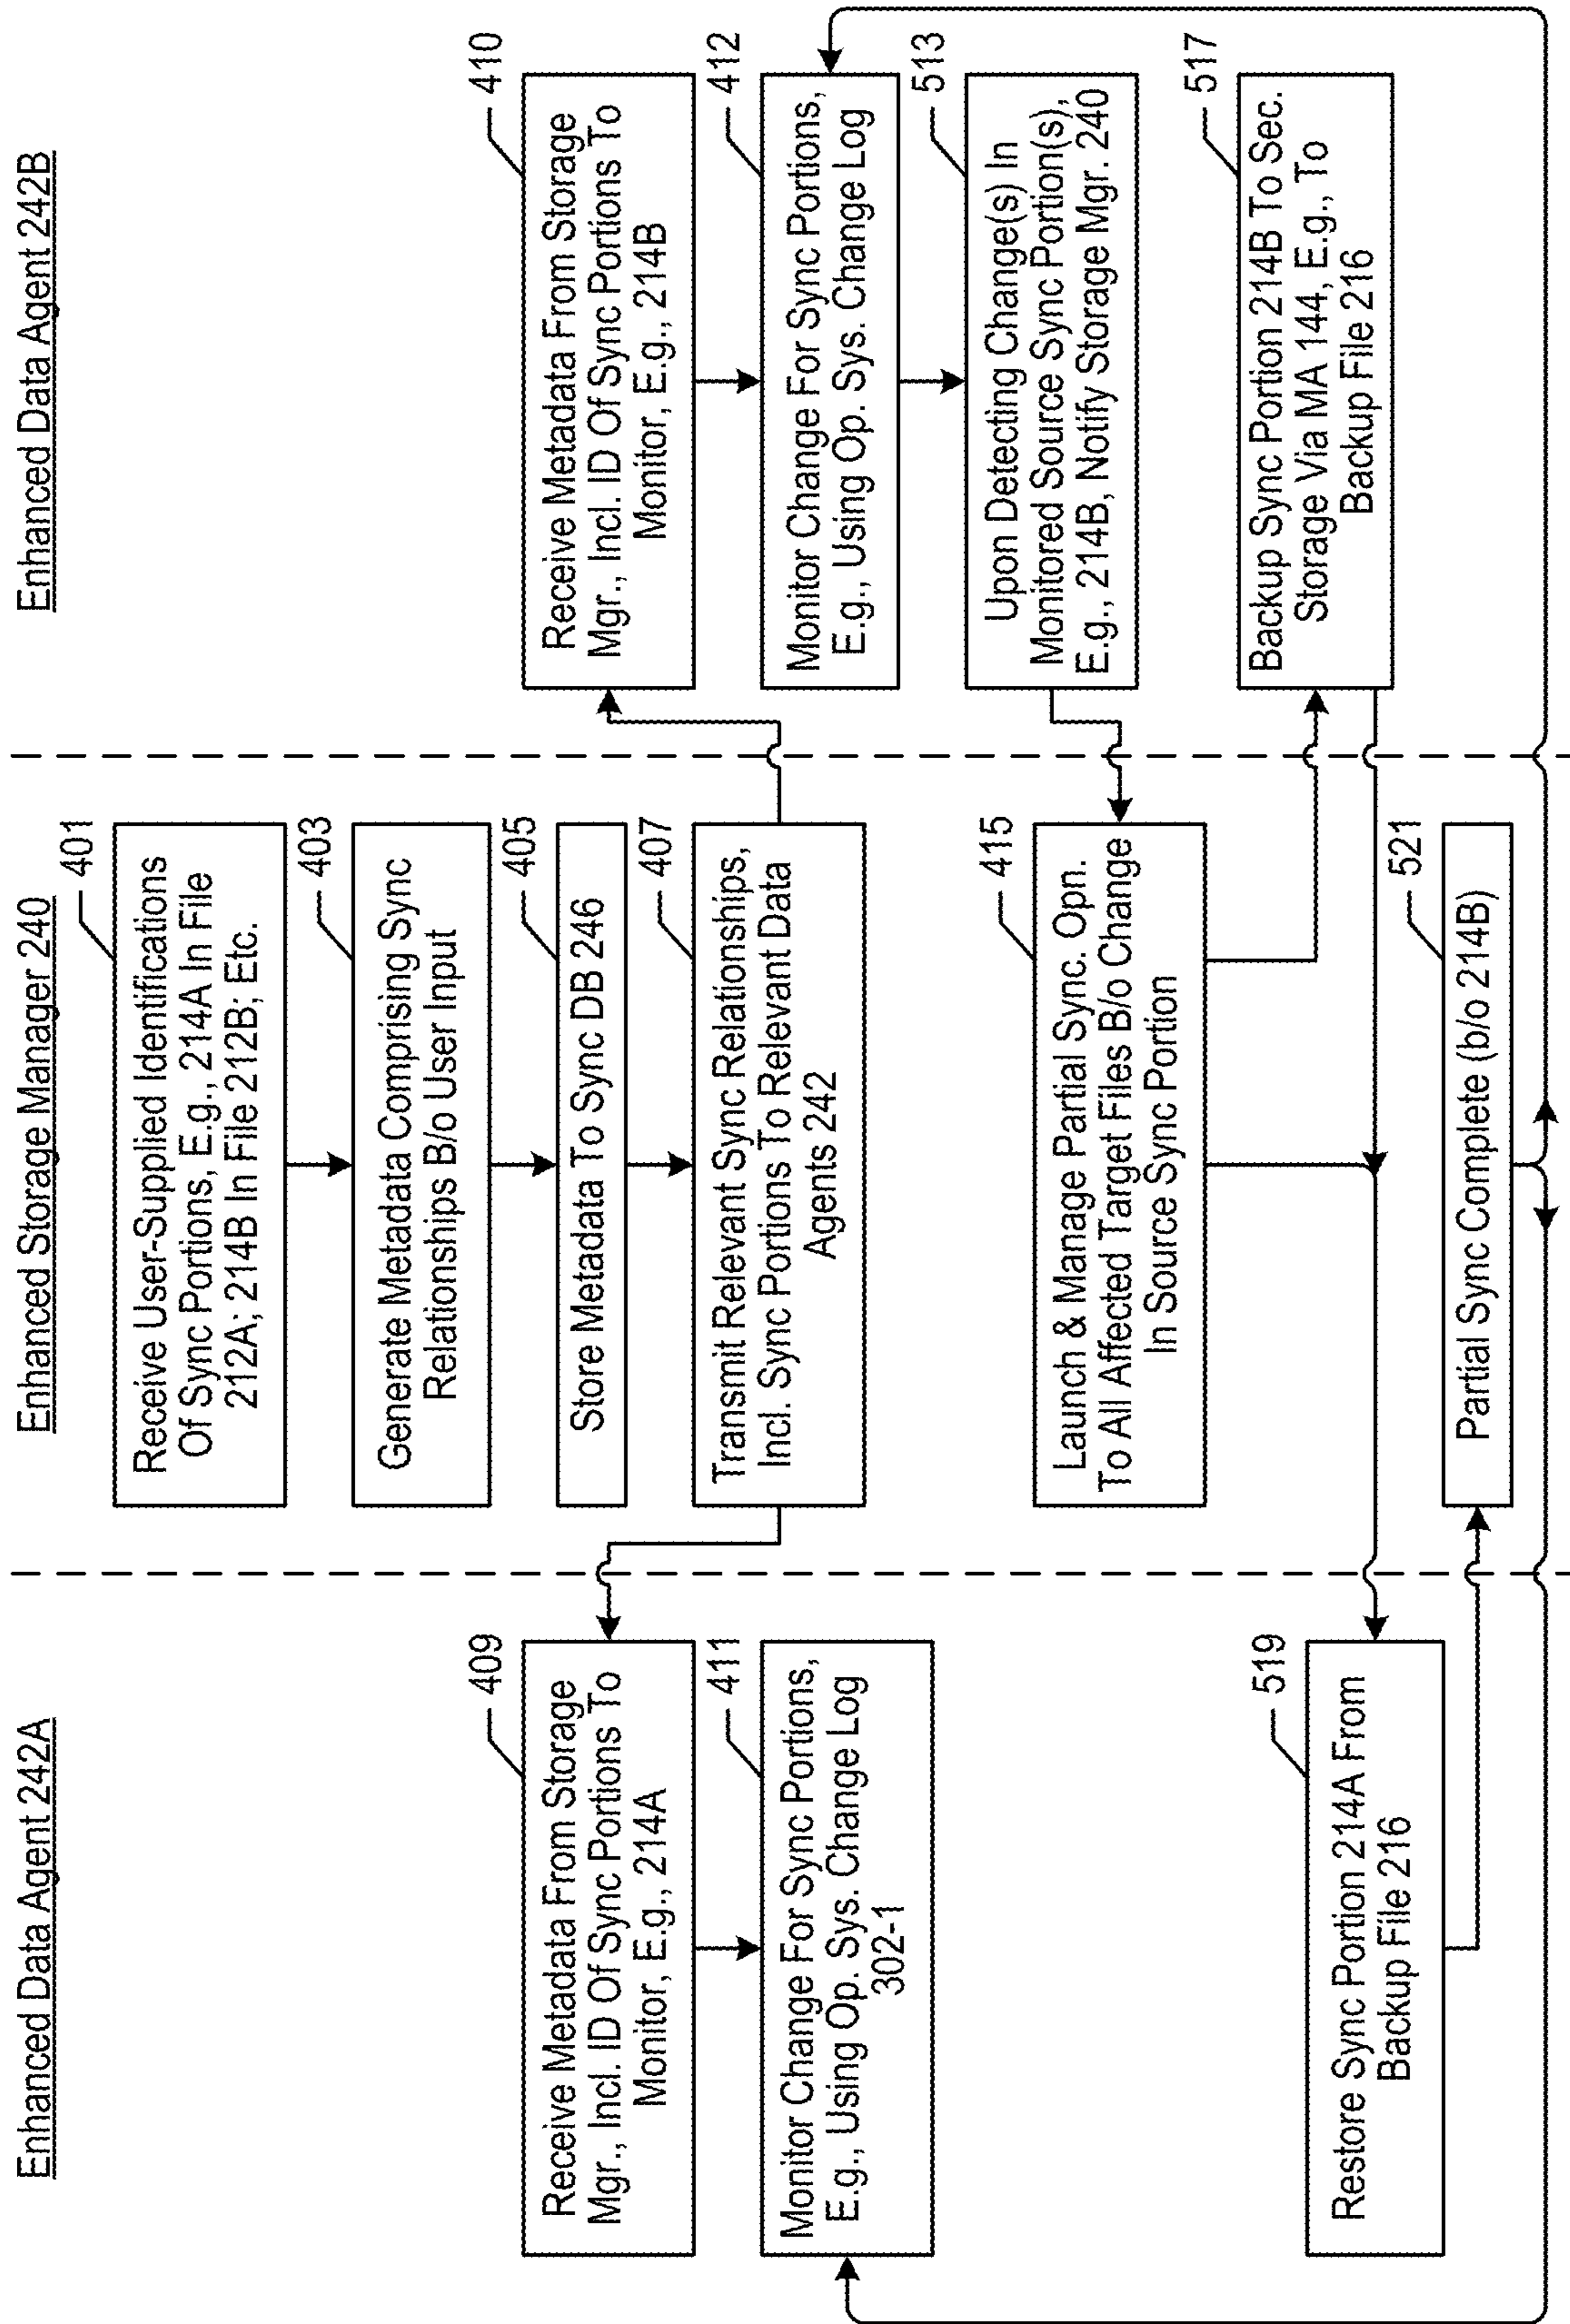 Enhanced Data Agent 242A
Enhanced Storage Manager 240
Enhanced Data Agent 242B
401
Receive User-Supplied Identifications
Of Sync Portions, E.g., 214A In File
212A; 214B In File 212B; Etc.
403
Generate Metadata Comprising Sync
Relationships B/o User Input
405
Store Metadata To Sync DB 246
407
Transmit Relevant Sync Relationships,
Incl. Sync Portions To Relevant Data
Agents 242
409
Receive Metadata From Storage
Mgr., Incl. ID Of Sync Portions To
Monitor, E.g., 214A
410
Receive Metadata From Storage
Mgr., Incl. ID Of Sync Portions To
Monitor, E.g., 214B
411
Monitor Change For Sync Portions,
E.g., Using Op. Sys. Change Log
302-1
412
Monitor Change For Sync Portions,
E.g., Using Op. Sys. Change Log
513
Upon Detecting Change(s) In
Monitored Source Sync Portion(s),
E.g., 214B, Notify Storage Mgr. 240
415
Launch & Manage Partial Sync. Opn.
To All Affected Target Files B/o Change
In Source Sync Portion
517
Backup Sync Portion 214B To Sec.
Storage Via MA 144, E.g., To
Backup File 216
519
Restore Sync Portion 214A From
Backup File 216
521
Partial Sync Complete (b/o 214B)